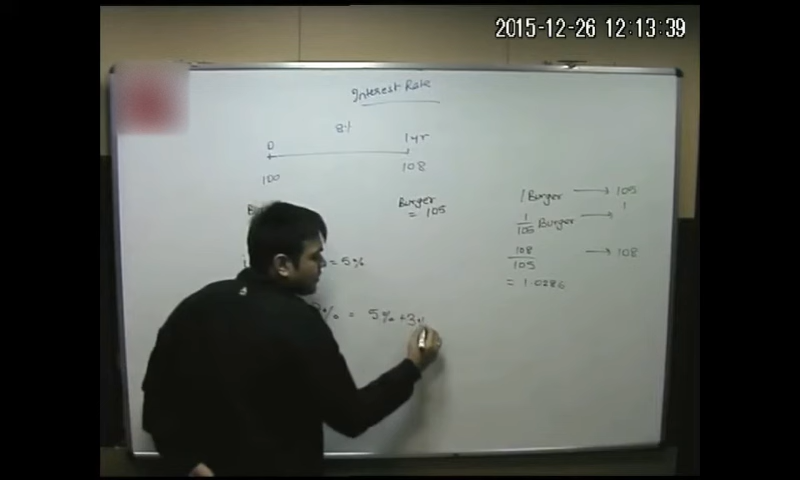 2015-12-26 12:13:39
Interest Rate
8%
0 1 yr
100 108
Burger
= 105
= 5%
% = 5% + 3%
1 Burger → 105
1/105 Burger → 1
108/105 → 108
= 1.0286